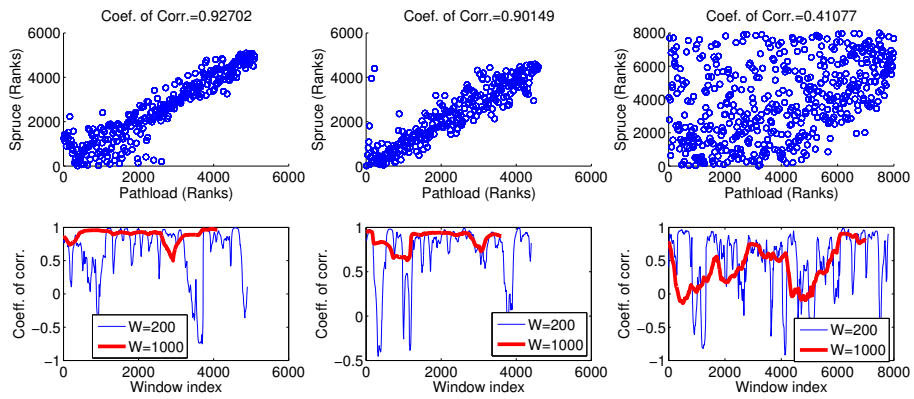 Coef. of Corr.=0.92702
6000
4000
2000
0
0 2000 4000 6000
Spruce (Ranks)
Pathload (Ranks)
Coef. of Corr.=0.90149
6000
4000
2000
0
0 2000 4000 6000
Spruce (Ranks)
Pathload (Ranks)
Coef. of Corr.=0.41077
8000
6000
4000
2000
0
0 2000 4000 6000 8000
Spruce (Ranks)
Pathload (Ranks)
1
0.5
0
−0.5
−1
0 2000 4000 6000
Coeff. of corr.
Window index
W=200
W=1000
1
0.5
0
−0.5
0 2000 4000 6000
Coeff. of corr.
Window index
W=200
W=1000
1
0.5
0
−0.5
−1
0 2000 4000 6000 8000
Coeff. of corr.
Window index
W=200
W=1000